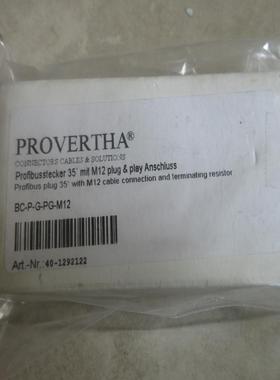 PROVERTHA®
CONNECTORS CABLES & SOLUTIONS
Profibusstecker 35° mit M12 plug & play Anschluss
Profibus plug 35° with M12 cable connection and terminating resistor
BC-P-G-PG-M12
Art.-Nr.:40-1292122